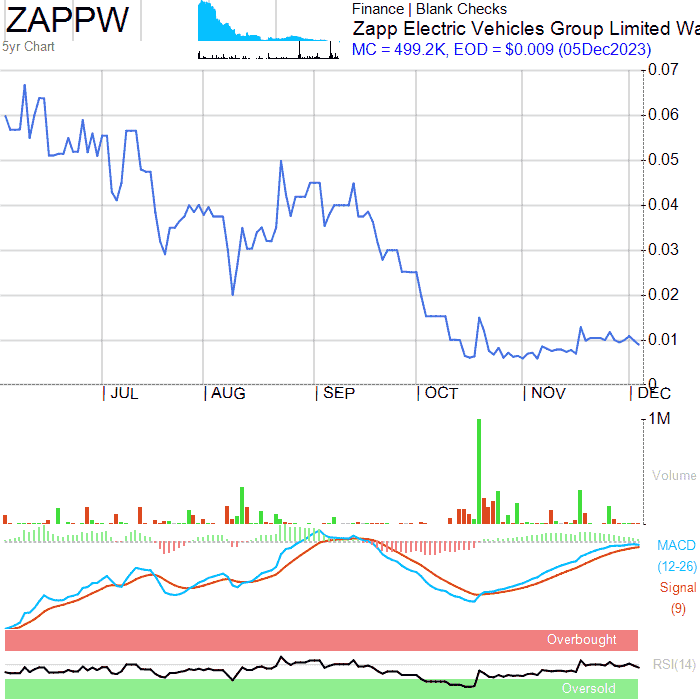 ZAPPW
5yr Chart
Finance | Blank Checks
Zapp Electric Vehicles Group Limited Wa
MC = 499.2K, EOD = $0.009 (05Dec2023)
0.07
0.06
0.05
0.04
0.03
0.02
0.01
0
| JUL | AUG | SEP | OCT | NOV | DEC
1M
Volume
MACD
(12-26)
Signal
(9)
Overbought
RSI(14)
Oversold